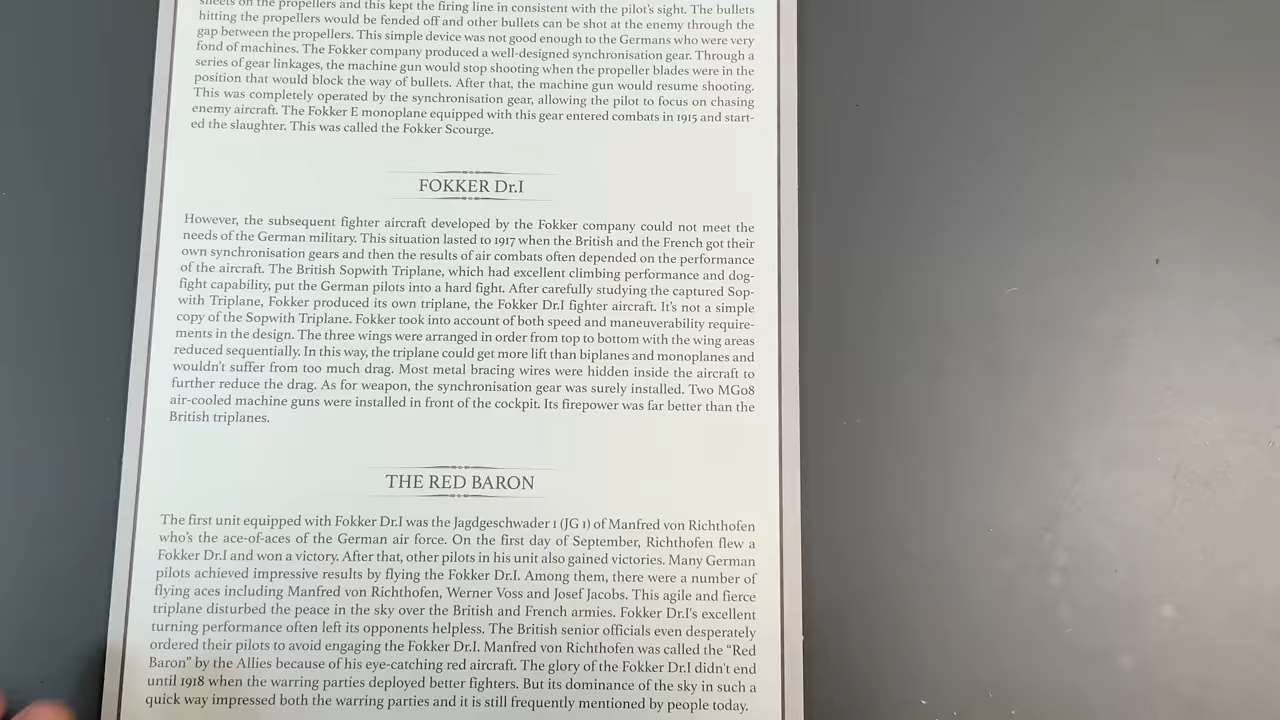 sheets on the propellers and this kept the firing line in consistent with the pilot's sight. The bullets
hitting the propellers would be fended off and other bullets can be shot at the enemy through the
gap between the propellers. This simple device was not good enough to the Germans who were very
fond of machines. The Fokker company produced a well-designed synchronisation gear. Through a
series of gear linkages, the machine gun would stop shooting when the propeller blades were in the
position that would block the way of bullets. After that, the machine gun would resume shooting.
This was completely operated by the synchronisation gear, allowing the pilot to focus on chasing
enemy aircraft. The Fokker E monoplane equipped with this gear entered combats in 1915 and start-
ed the slaughter. This was called the Fokker Scourge.
FOKKER Dr.I
However, the subsequent fighter aircraft developed by the Fokker company could not meet the
needs of the German military. This situation lasted to 1917 when the British and the French got their
own synchronisation gears and then the results of air combats often depended on the performance
of the aircraft. The British Sopwith Triplane, which had excellent climbing performance and dog-
fight capability, put the German pilots into a hard fight. After carefully studying the captured Sop-
with Triplane, Fokker produced its own triplane, the Fokker Dr.I fighter aircraft. It's not a simple
copy of the Sopwith Triplane. Fokker took into account of both speed and maneuverability require-
ments in the design. The three wings were arranged in order from top to bottom with the wing areas
reduced sequentially. In this way, the triplane could get more lift than biplanes and monoplanes and
wouldn't suffer from too much drag. Most metal bracing wires were hidden inside the aircraft to
further reduce the drag. As for weapon, the synchronisation gear was surely installed. Two MG08
air-cooled machine guns were installed in front of the cockpit. Its firepower was far better than the
British triplanes.
THE RED BARON
The first unit equipped with Fokker Dr.I was the Jagdgeschwader 1 (JG 1) of Manfred von Richthofen
who's the ace-of-aces of the German air force. On the first day of September, Richthofen flew a
Fokker Dr.I and won a victory. After that, other pilots in his unit also gained victories. Many German
pilots achieved impressive results by flying the Fokker Dr.I. Among them, there were a number of
flying aces including Manfred von Richthofen, Werner Voss and Josef Jacobs. This agile and fierce
triplane disturbed the peace in the sky over the British and French armies. Fokker Dr.I's excellent
turning performance often left its opponents helpless. The British senior officials even desperately
ordered their pilots to avoid engaging the Fokker Dr.I. Manfred von Richthofen was called the “Red
Baron” by the Allies because of his eye-catching red aircraft. The glory of the Fokker Dr.I didn't end
until 1918 when the warring parties deployed better fighters. But its dominance of the sky in such a
quick way impressed both the warring parties and it is still frequently mentioned by people today.